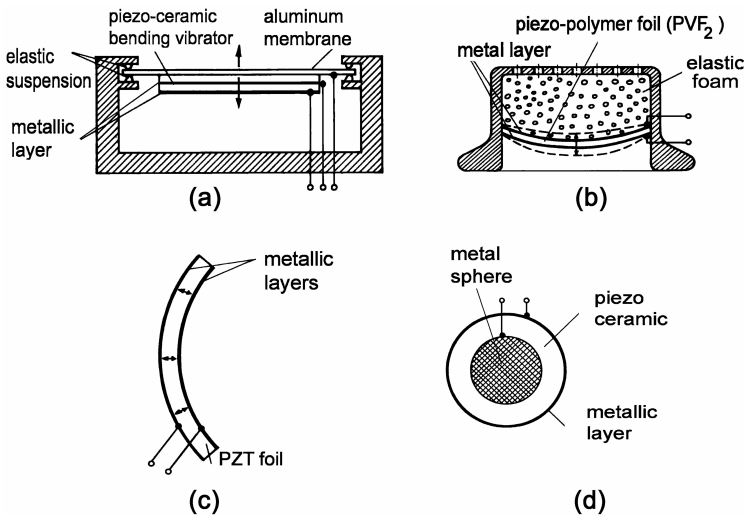 piezo-ceramic
bending vibrator
aluminum
membrane
elastic
suspension
metallic
layer
(a)
piezo-polymer foil (PVF2)
metal layer
elastic
foam
(b)
metallic
layers
PZT foil
(c)
metal
sphere
piezo
ceramic
metallic
layer
(d)